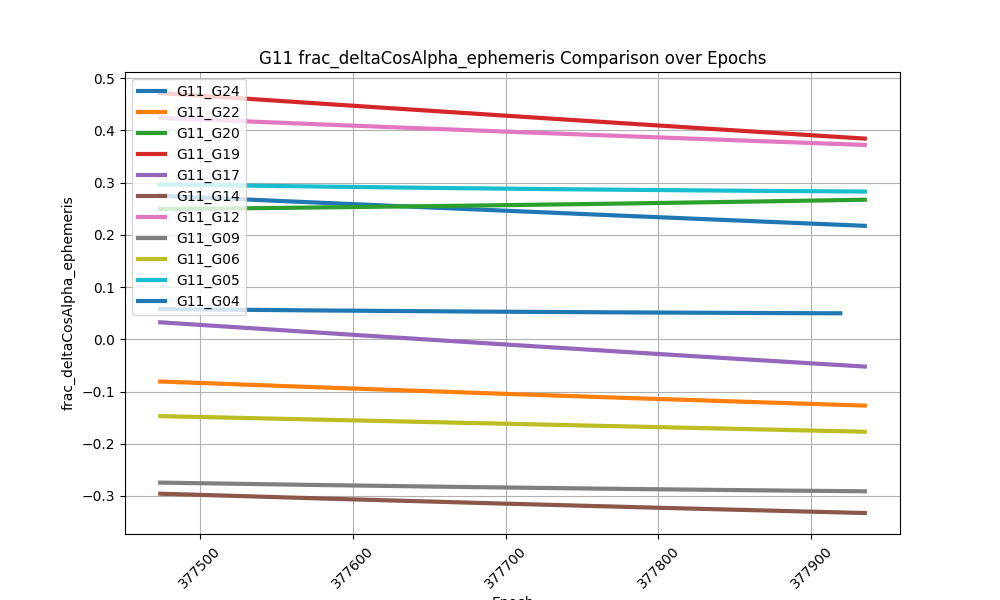 G11 frac_deltaCosAlpha_ephemeris Comparison over Epochs
frac_deltaCosAlpha_ephemeris
0.5
0.4
0.3
0.2
0.1
0.0
−0.1
−0.2
−0.3
G11_G24
G11_G22
G11_G20
G11_G19
G11_G17
G11_G14
G11_G12
G11_G09
G11_G06
G11_G05
G11_G04
377500
377600
377700
377800
377900
Epoch